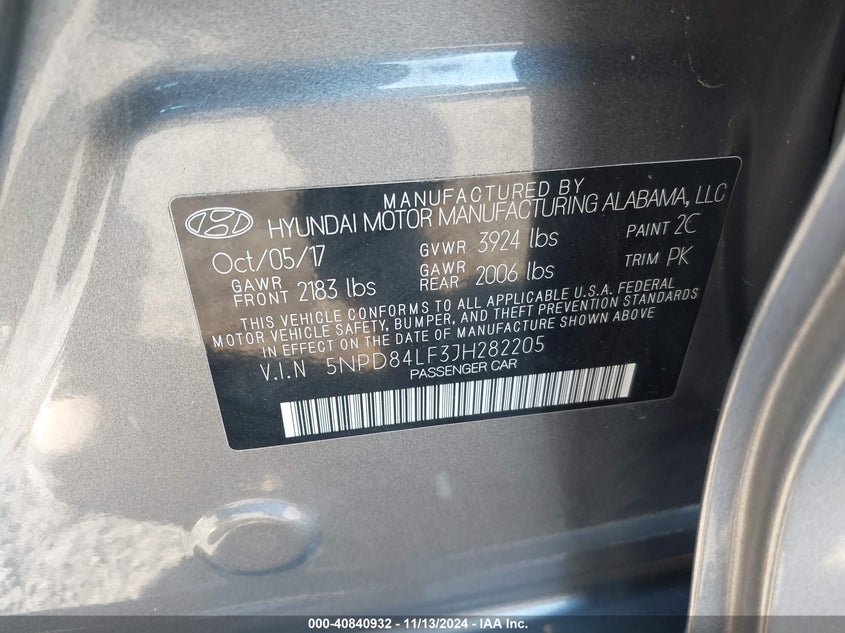 MANUFACTURED BY
HYUNDAI MOTOR MANUFACTURING ALABAMA, LLC
Oct/05/17 GVWR 3924 lbs PAINT 2C
GAWR FRONT 2183 lbs GAWR REAR 2006 lbs TRIM PK
THIS VEHICLE CONFORMS TO ALL APPLICABLE U.S.A. FEDERAL
MOTOR VEHICLE SAFETY, BUMPER, AND THEFT PREVENTION STANDARDS
IN EFFECT ON THE DATE OF MANUFACTURE SHOWN ABOVE
V.I.N 5NPD84LF3JH282205
PASSENGER CAR
000-40840932 - 11/13/2024 - IAA Inc.